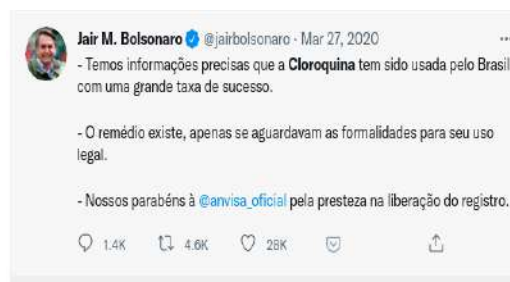 Jair M. Bolsonaro @jairbolsonaro · Mar 27, 2020 ...
- Temos informações precisas que a Cloroquina tem sido usada pelo Brasil
com uma grande taxa de sucesso.
- O remédio existe, apenas se aguardavam as formalidades para seu uso
legal.
- Nossos parabéns à @anvisa_oficial pela presteza na liberação do registro.
1.4K 4.6K 28K